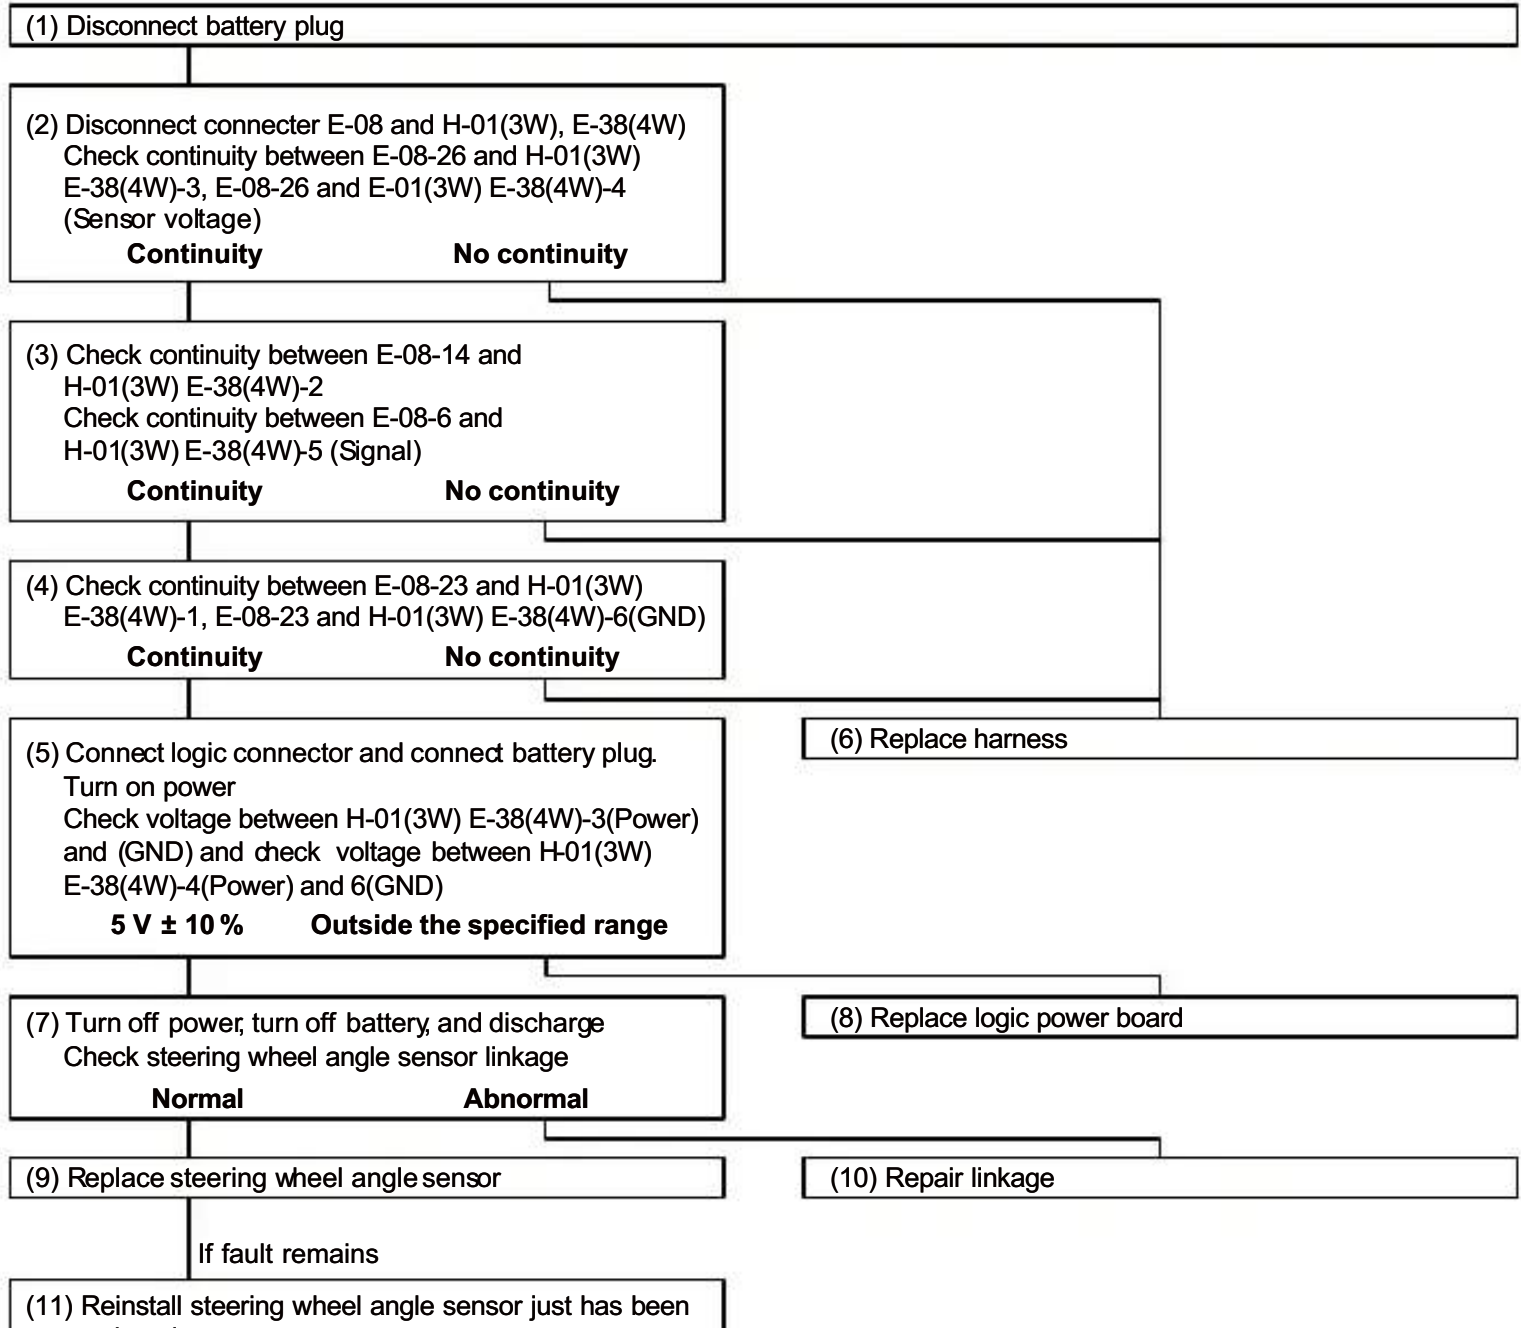 (1) Disconnect battery plug
(2) Disconnect connecter E-08 and H-01(3W), E-38(4W)
Check continuity between E-08-26 and H-01(3W)
E-38(4W)-3, E-08-26 and E-01(3W) E-38(4W)-4
(Sensor voltage)
Continuity No continuity
(3) Check continuity between E-08-14 and
H-01(3W) E-38(4W)-2
Check continuity between E-08-6 and
H-01(3W) E-38(4W)-5 (Signal)
Continuity No continuity
(4) Check continuity between E-08-23 and H-01(3W)
E-38(4W)-1, E-08-23 and H-01(3W) E-38(4W)-6(GND)
Continuity No continuity
(5) Connect logic connector and connect battery plug.
Turn on power
Check voltage between H-01(3W) E-38(4W)-3(Power)
and (GND) and check voltage between H-01(3W)
E-38(4W)-4(Power) and 6(GND)
5 V ± 10 % Outside the specified range
(6) Replace harness
(7) Turn off power, turn off battery, and discharge
Check steering wheel angle sensor linkage
Normal Abnormal
(8) Replace logic power board
(9) Replace steering wheel angle sensor
(10) Repair linkage
If fault remains
(11) Reinstall steering wheel angle sensor just has been